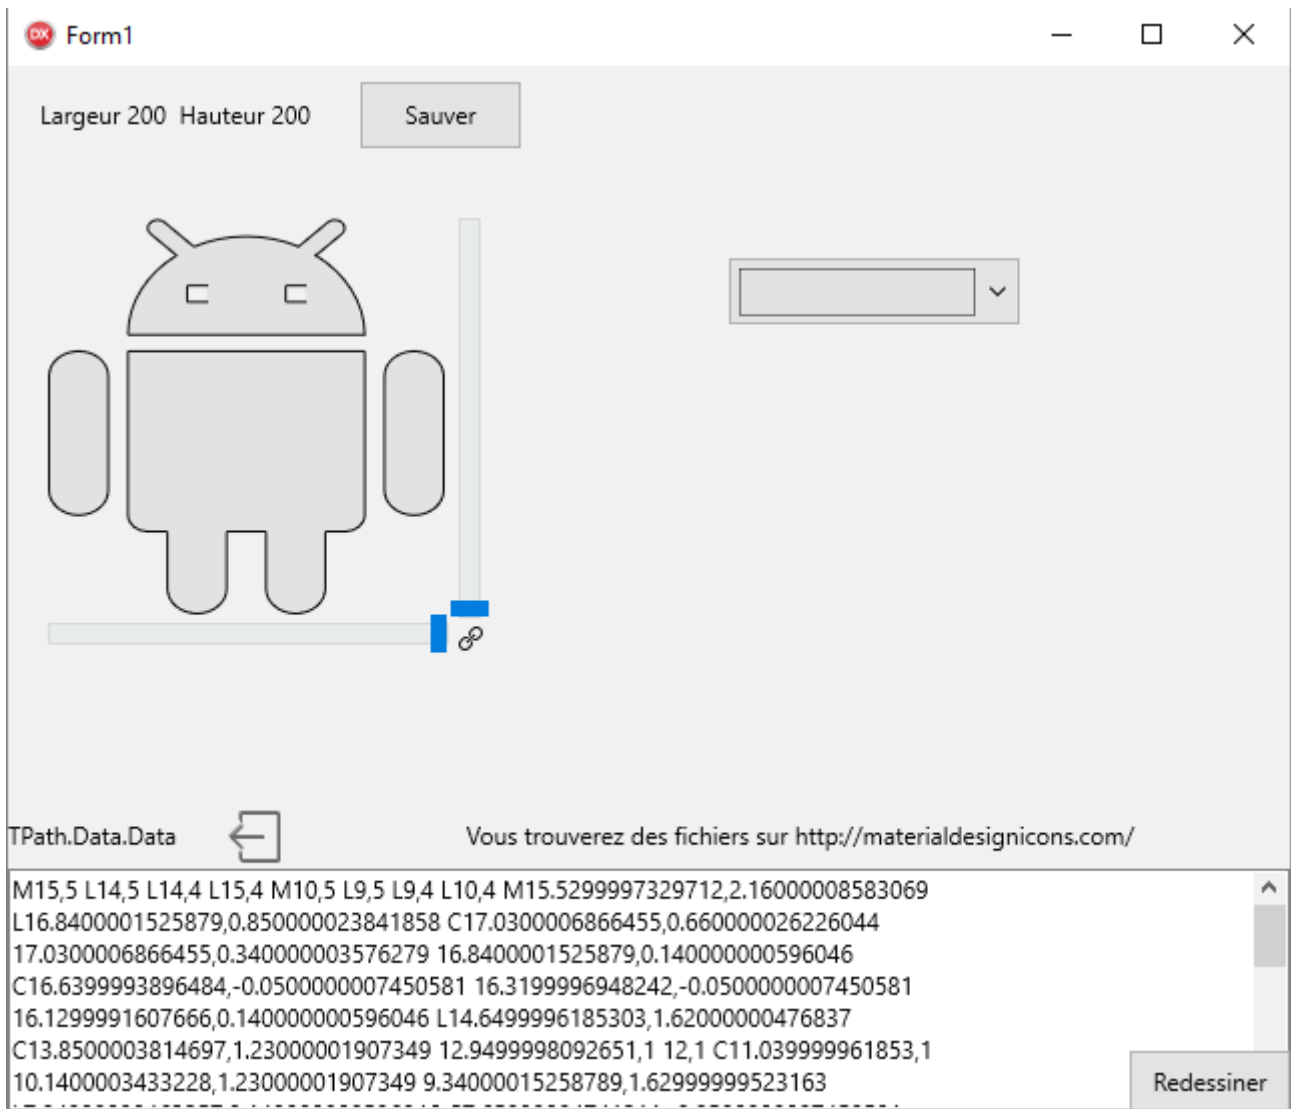 DX Form1
Largeur 200 Hauteur 200 Sauver
TPath.Data.Data Vous trouverez des fichiers sur http://materialdesignicons.com/
M15,5 L14,5 L14,4 L15,4 M10,5 L9,5 L9,4 L10,4 M15.5299997329712,2.16000008583069
L16.8400001525879,0.850000023841858 C17.0300006866455,0.660000026226044
17.0300006866455,0.340000003576279 16.8400001525879,0.140000000596046
C16.6399993896484,-0.0500000007450581 16.3199996948242,-0.0500000007450581
16.1299991607666,0.140000000596046 L14.6499996185303,1.62000000476837
C13.8500003814697,1.23000001907349 12.9499998092651,1 12,1 C11.039999961853,1
10.1400003433228,1.23000001907349 9.34000015258789,1.62999999523163
Redessiner